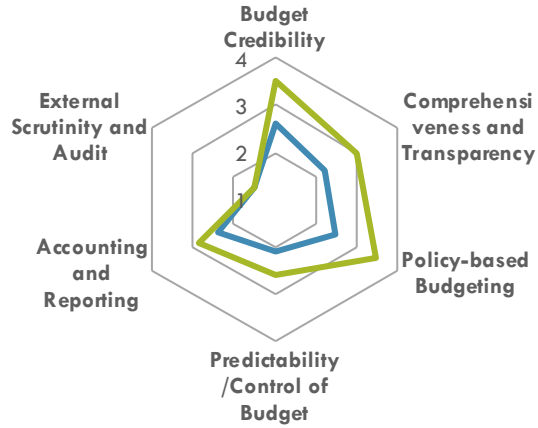 Budget
Credibility
4
3
2
1
Comprehensi
veness and
Transparency
Policy-based
Budgeting
Predictability
/Control of
Budget
Accounting
and
Reporting
External
Scrutinity and
Audit